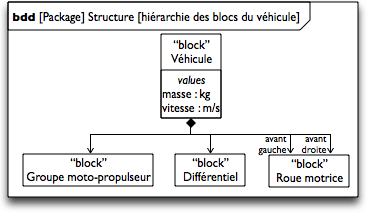 bdd [Package] Structure [hiérarchie des blocs du véhicule]
“block”
Véhicule
values
masse : kg
vitesse : m/s
avant gauche
avant droite
“block”
Groupe moto-propulseur
“block”
Différentiel
“block”
Roue motrice